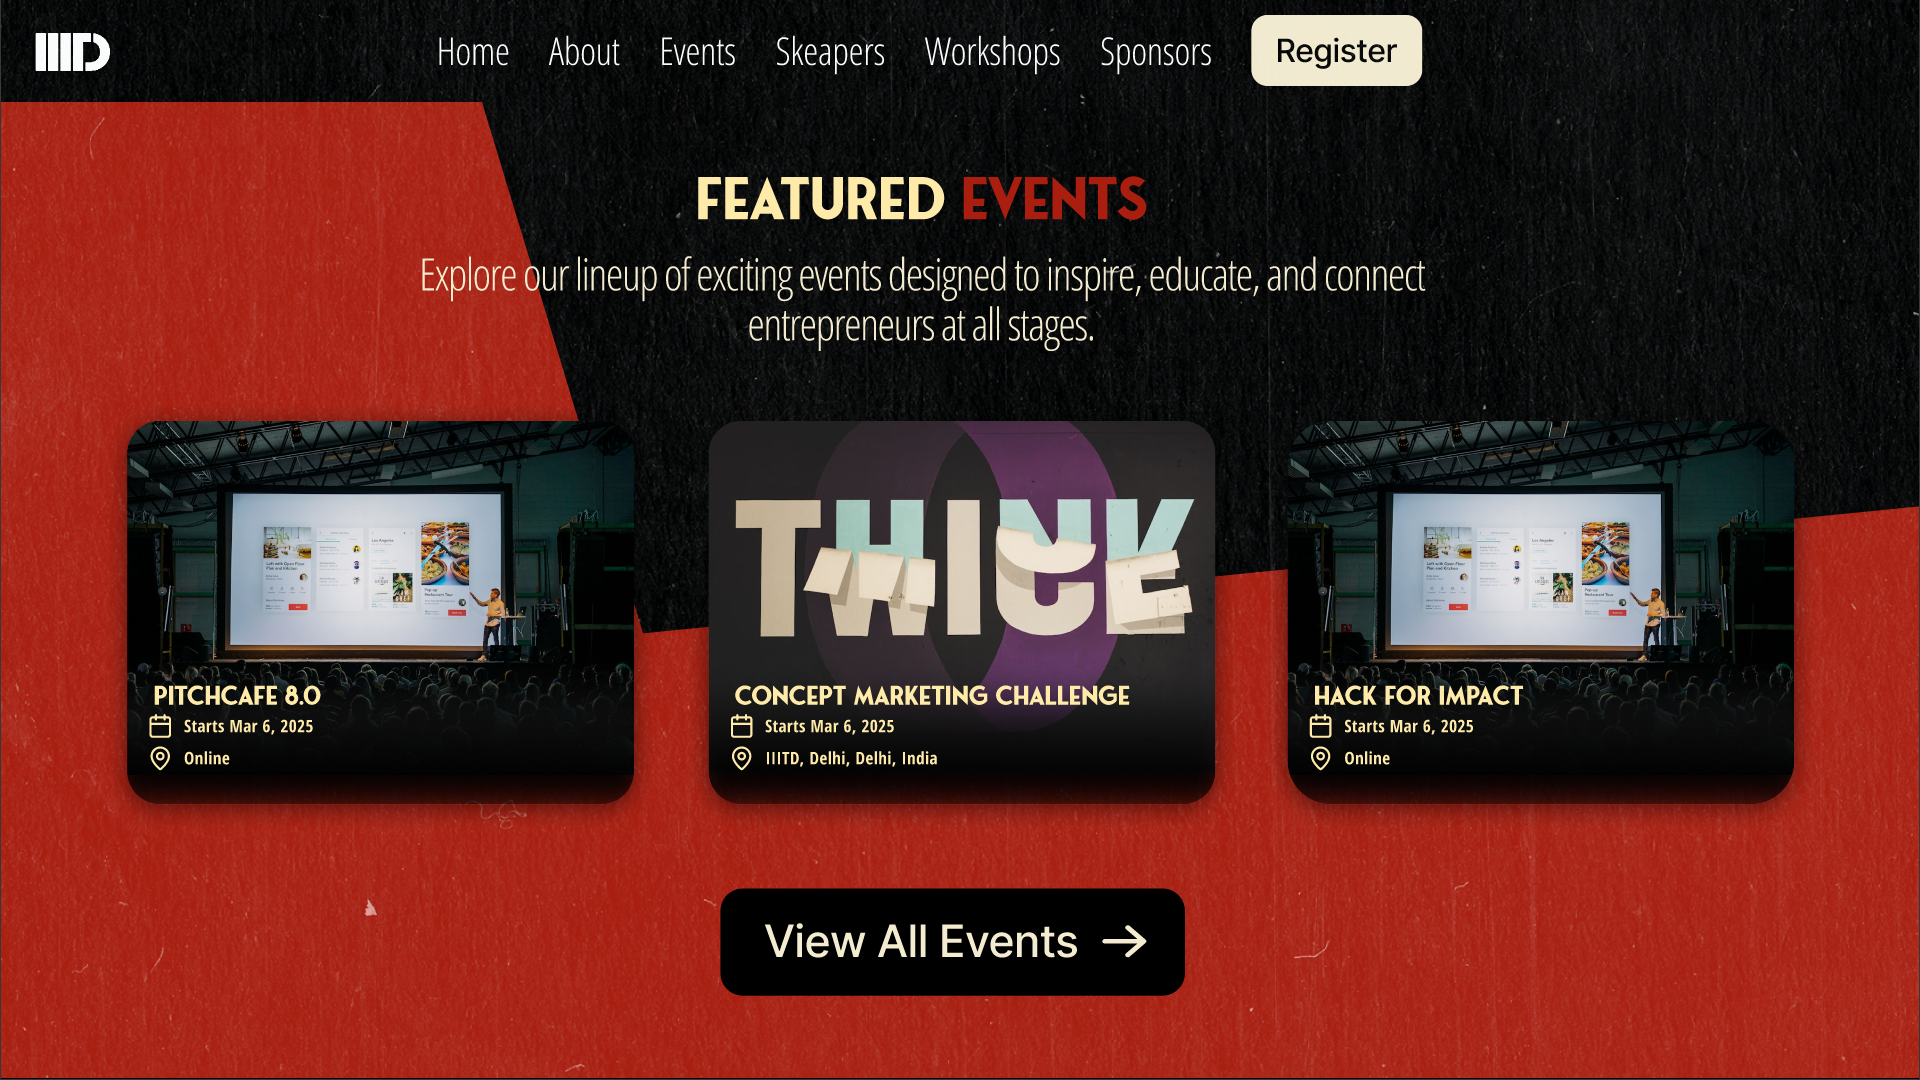 IIID
Home About Events Skeapers Workshops Sponsors Register
FEATURED EVENTS
Explore our lineup of exciting events designed to inspire, educate, and connect
entrepreneurs at all stages.
THINK
PITCHCAFE 8.0
Starts Mar 6, 2025
Online
CONCEPT MARKETING CHALLENGE
Starts Mar 6, 2025
IIITD, Delhi, Delhi, India
HACK FOR IMPACT
Starts Mar 6, 2025
Online
View All Events